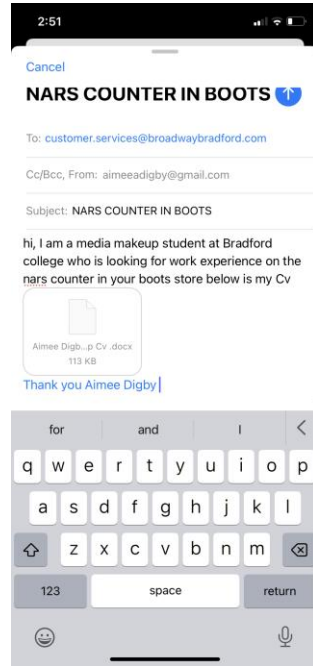 2:51
Cancel
NARS COUNTER IN BOOTS
To: customer.services@broadwaybradford.com
Cc/Bcc, From: aimeeadigby@gmail.com
Subject: NARS COUNTER IN BOOTS
hi, I am a media makeup student at Bradford
college who is looking for work experience on the
nars counter in your boots store below is my Cv
Aimee Digb...p Cv .docx
113 KB
Thank you Aimee Digby
for and I
q w e r t y u i o p
a s d f g h j k l
z x c v b n m
123 space return